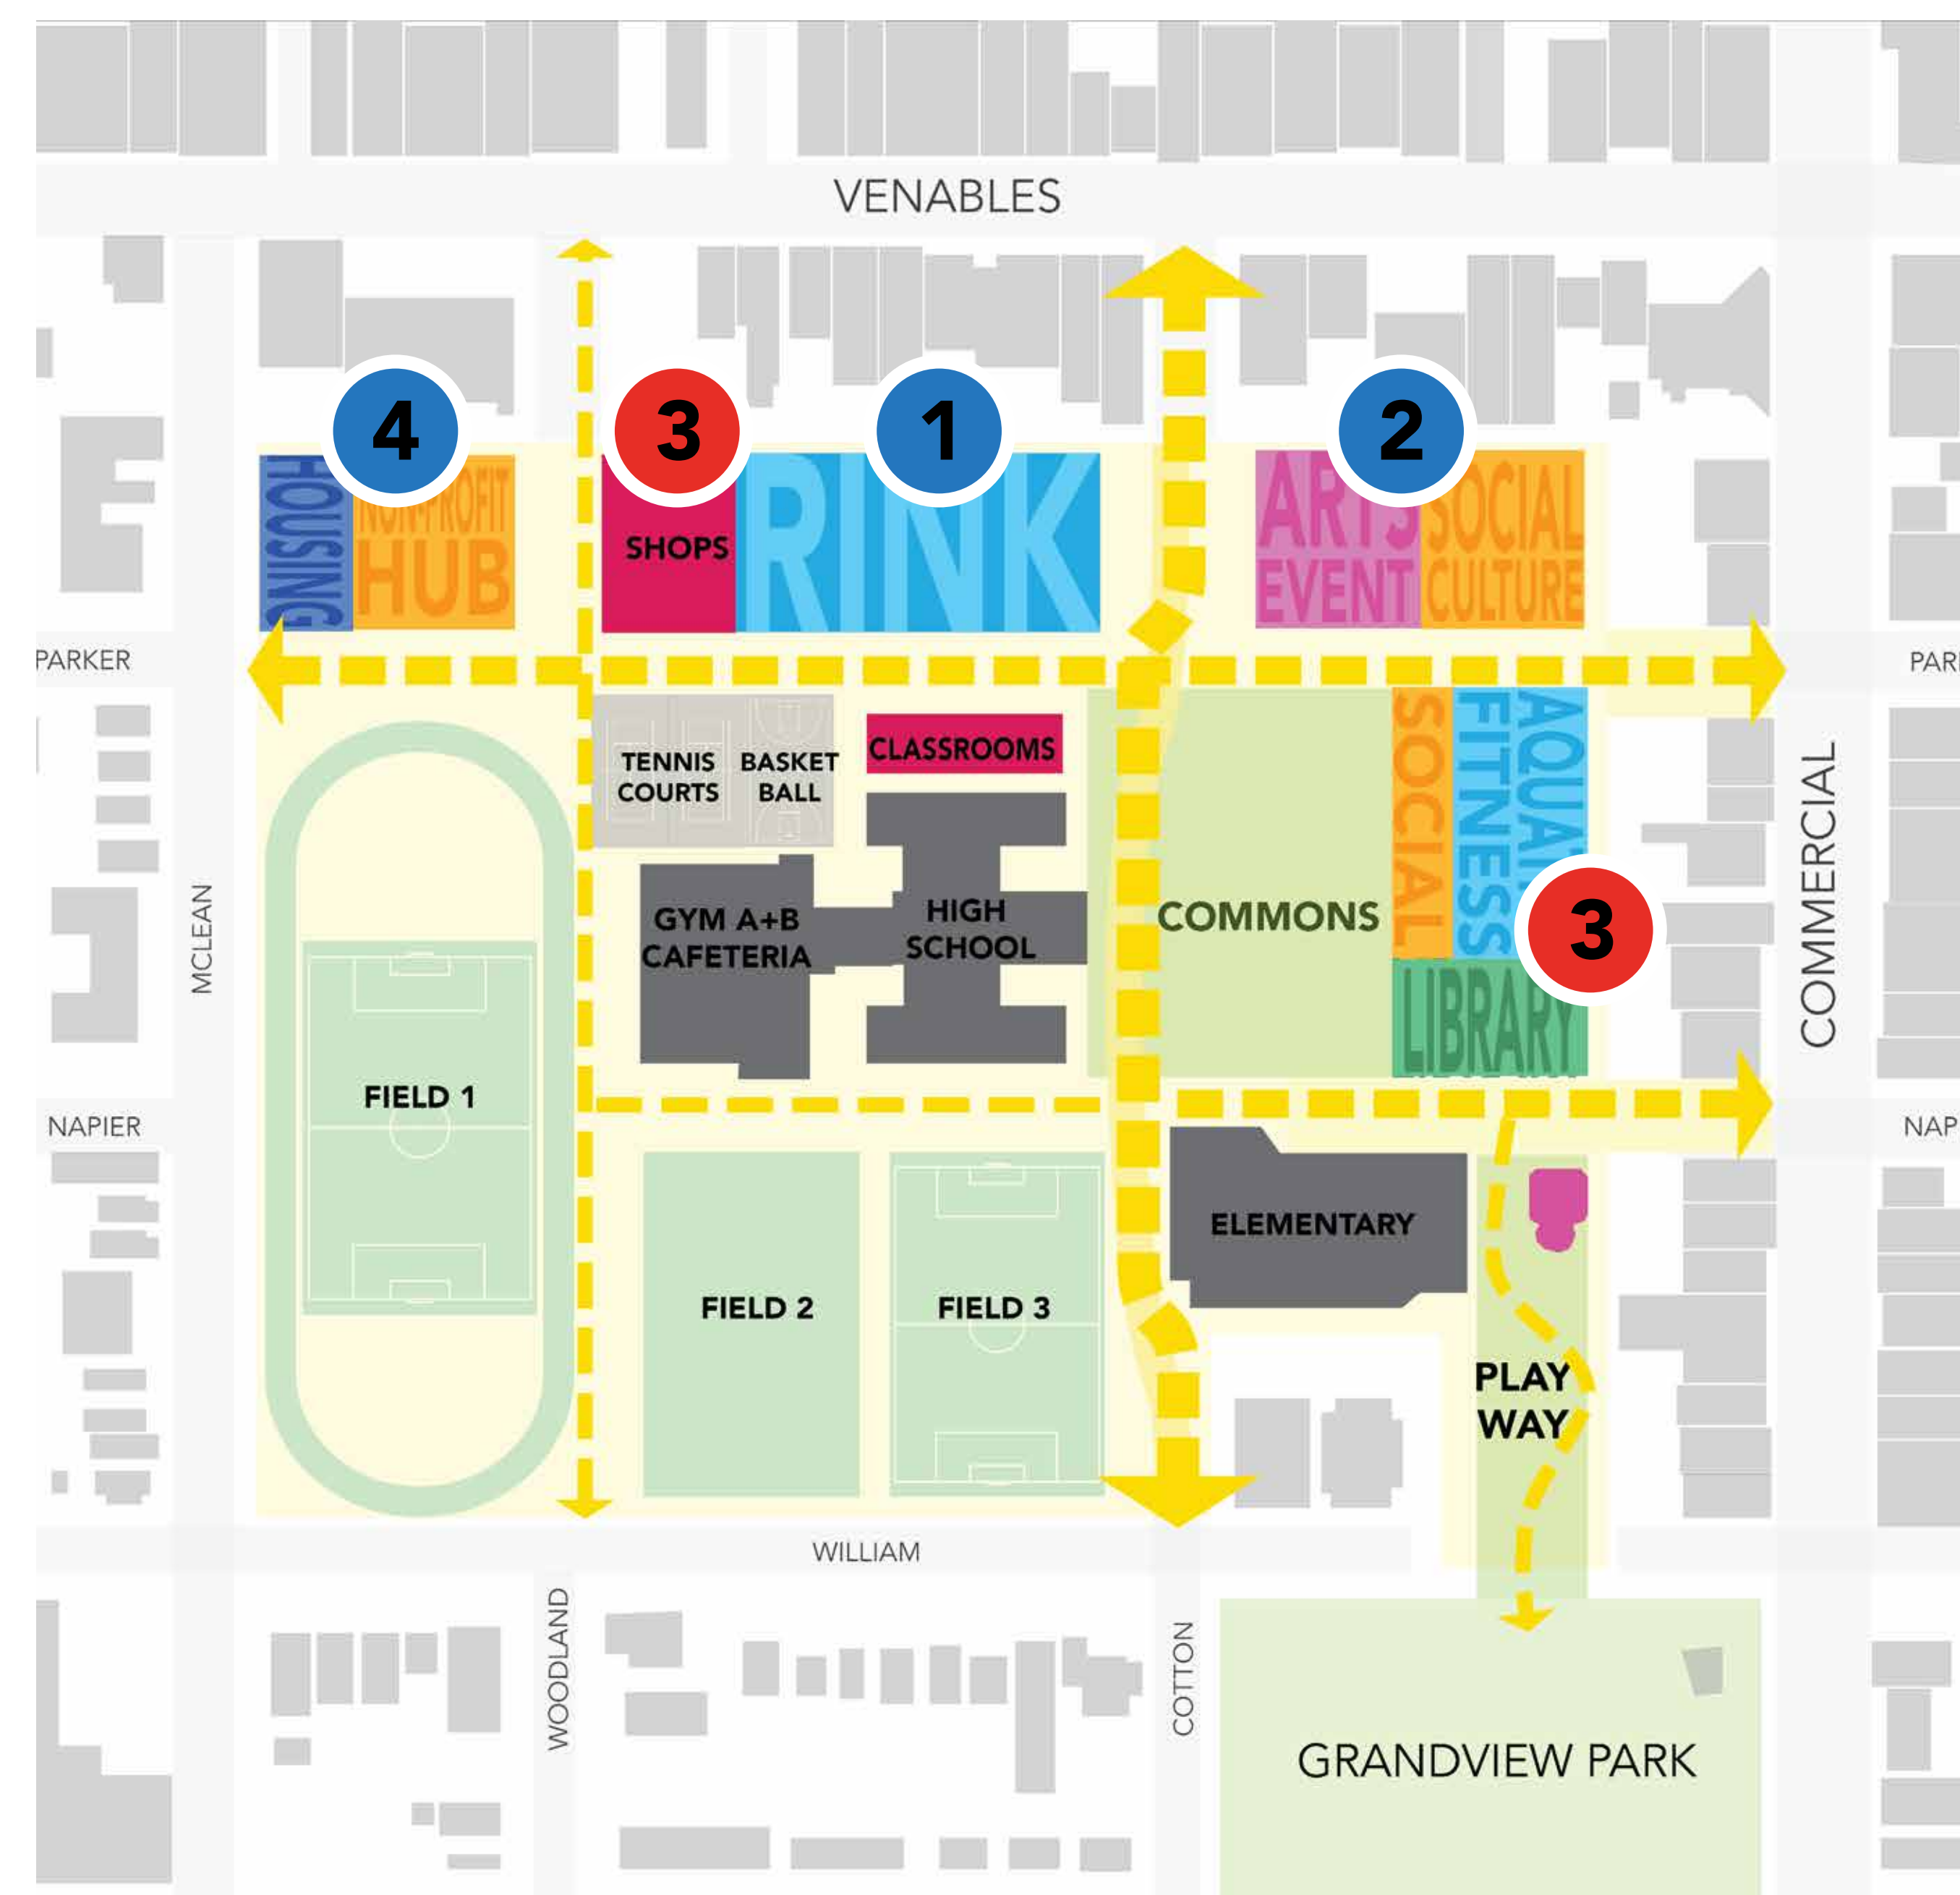 VENABLES
4
3
1
2
HOUSING
NON-PROFIT
HUB
SHOPS
RINK
ARTS
EVENT
SOCIAL
CULTURE
PARKER
PAR
TENNIS
COURTS
BASKET
BALL
CLASSROOMS
SOCIAL
FITNESS
MCLEAN
GYM A+B
CAFETERIA
HIGH
SCHOOL
COMMONS
3
LIBRARY
COMMERCIAL
NAPIER
FIELD 1
NAP
ELEMENTARY
FIELD 2
FIELD 3
PLAY
WAY
WILLIAM
WOODLAND
COTTON
GRANDVIEW PARK